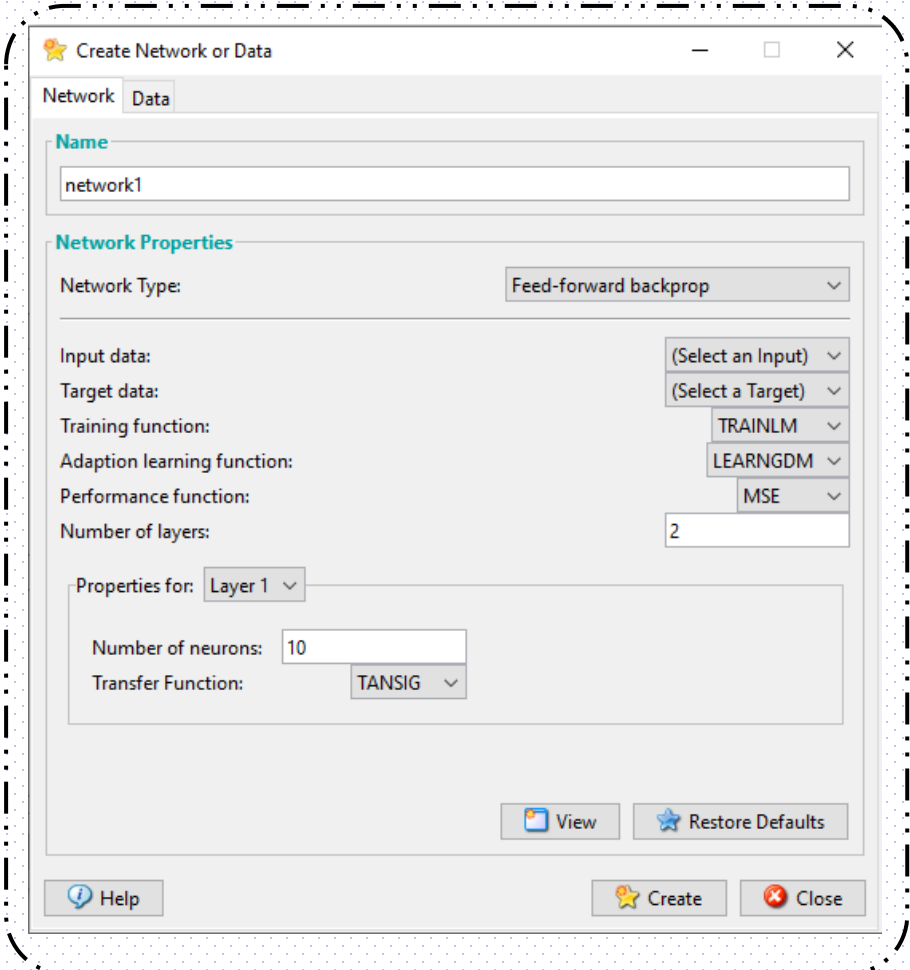 Create Network or Data
Network Data
Name
network1
Network Properties
Network Type: Feed-forward backprop
Input data: (Select an Input)
Target data: (Select a Target)
Training function: TRAINLM
Adaption learning function: LEARNGDM
Performance function: MSE
Number of layers: 2
Properties for: Layer 1
Number of neurons: 10
Transfer Function: TANSIG
View Restore Defaults
Help Create Close